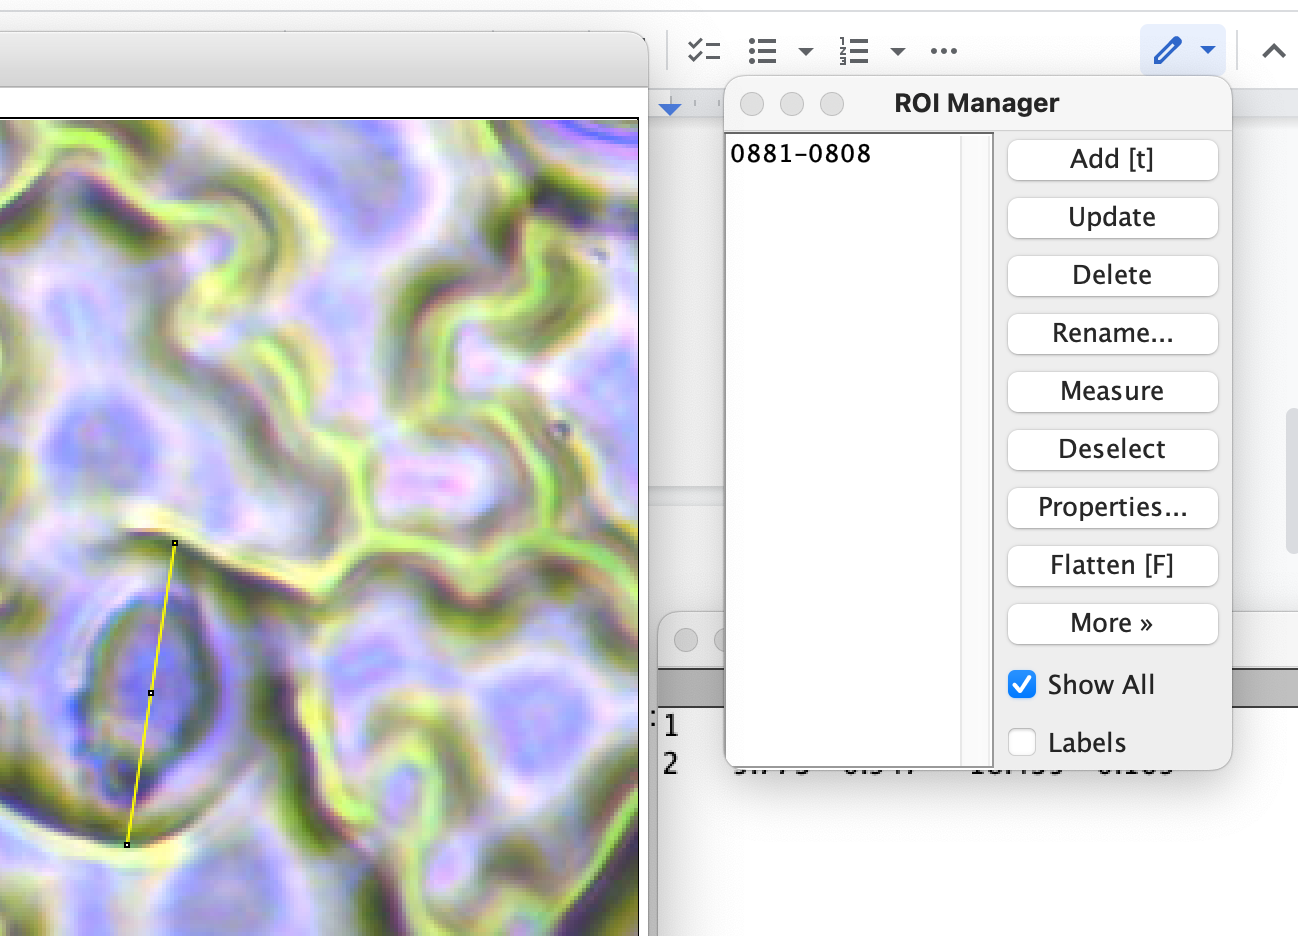 ROI Manager
0881-0808
Add [t]
Update
Delete
Rename...
Measure
Deselect
Properties...
Flatten [F]
More »
Show All
Labels
1
2